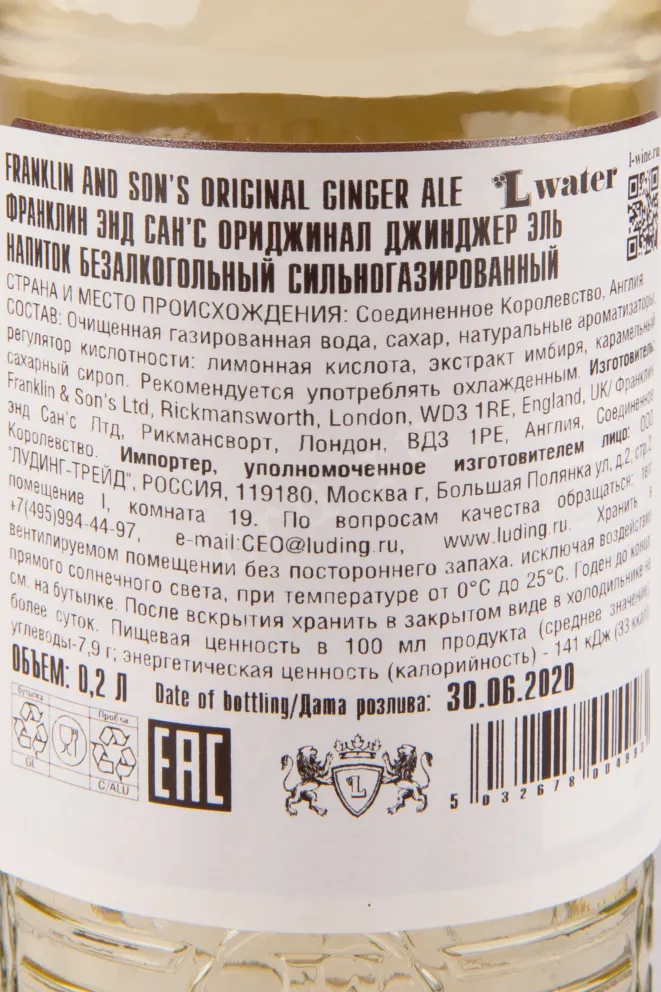 FRANKLIN AND SON'S ORIGINAL GINGER ALE
L water
l-wine.ru
ФРАНКЛИН ЭНД САН'С ОРИДЖИНАЛ ДЖИНДЖЕР ЭЛЬ
НАПИТОК БЕЗАЛКОГОЛЬНЫЙ СИЛЬНОГАЗИРОВАННЫЙ
СТРАНА И МЕСТО ПРОИСХОЖДЕНИЯ: Соединенное Королевство, Англия.
СОСТАВ: Очищенная газированная вода, сахар, натуральные ароматизаторы,
регулятор кислотности: лимонная кислота, экстракт имбиря, карамельный
сахарный сироп. Рекомендуется употреблять охлажденным. Изготовитель:
Franklin & Son's Ltd, Rickmansworth, London, WD3 1RE, England, UK/ Франклин
энд Сан'с Лтд, Рикмансворт, Лондон, ВД3 1РЕ, Англия, Соединенное
Королевство. Импортер, уполномоченное изготовителем лицо: ООО
"ЛУДИНГ-ТРЕЙД", РОССИЯ, 119180, Москва г, Большая Полянка ул, д.2, стр.2,
помещение I, комната 19. По вопросам качества обращаться: тел.
+7(495)994-44-97, e-mail:CEO@luding.ru, www.luding.ru. Хранить в
вентилируемом помещении без постороннего запаха, исключая воздействие
прямого солнечного света, при температуре от 0°С до 25°С. Годен до конца
см. на бутылке. После вскрытия хранить в закрытом виде в холодильнике не
более суток. Пищевая ценность в 100 мл продукта (среднее значение):
углеводы-7,9 г; энергетическая ценность (калорийность) - 141 кДж (33 ккал).
ОБЪЕМ: 0,2 Л Date of bottling/Дата розлива: 30.06.2020
Бутылка
Пробка
GL
C/ALU
EAC
L
5 032678 00489